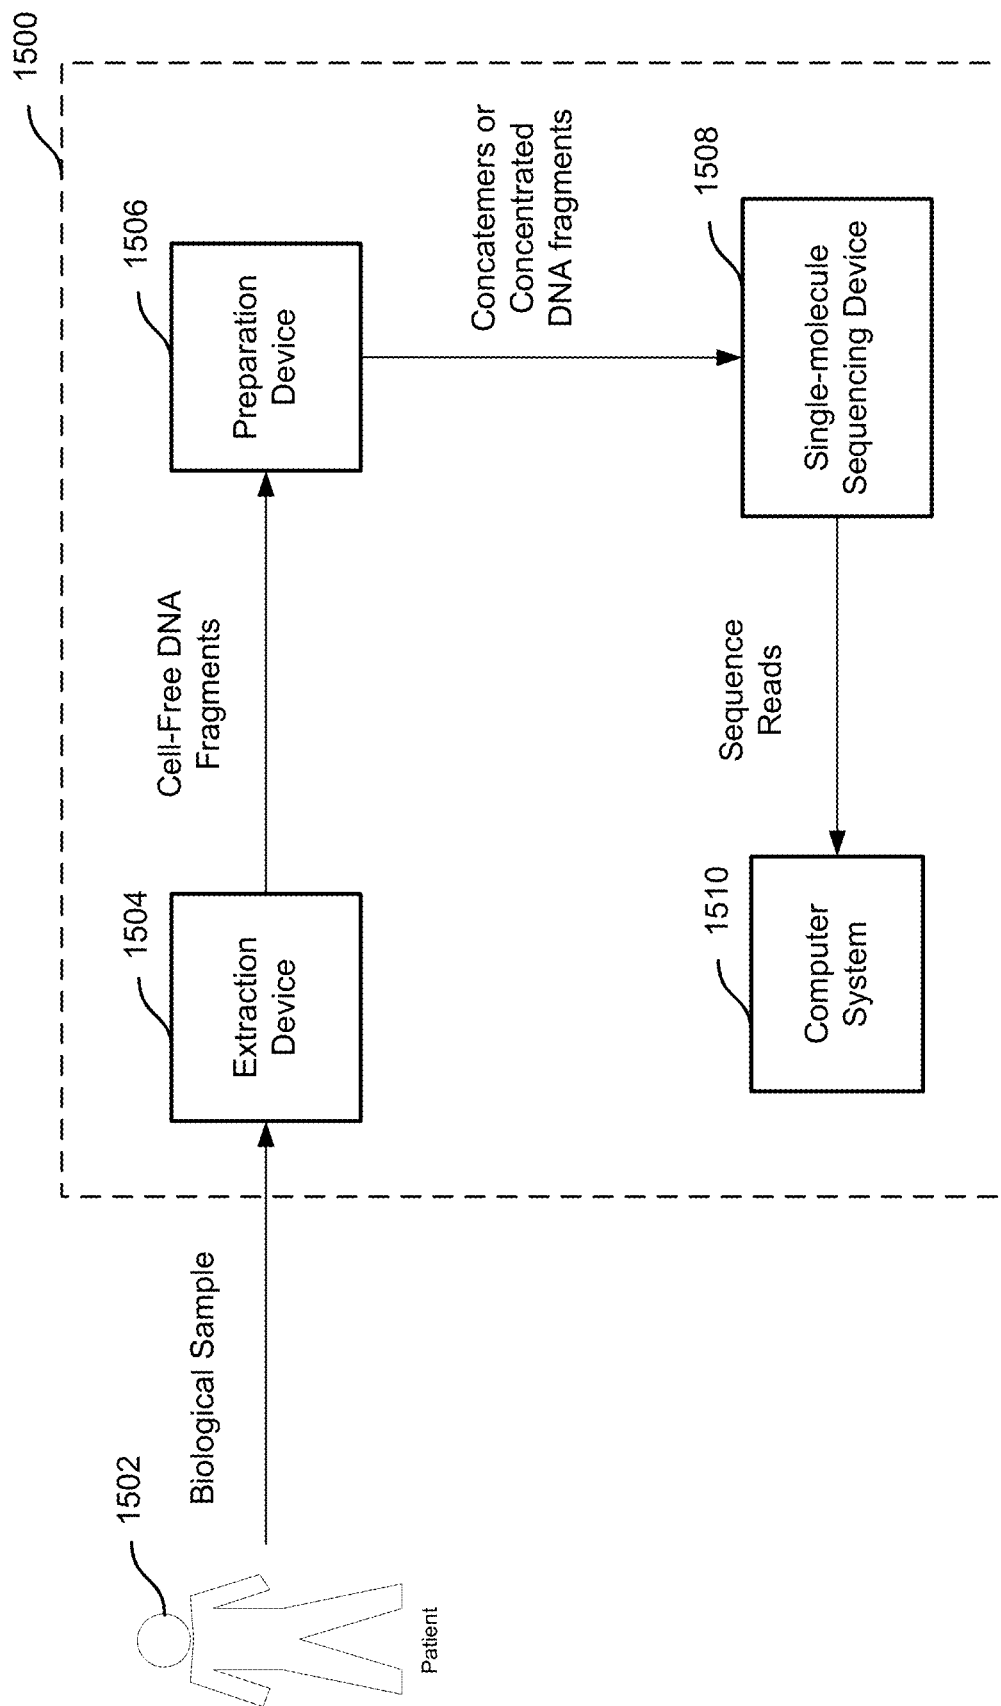 1500
1502
Patient
Biological Sample
1504
Extraction
Device
Cell-Free DNA
Fragments
1506
Preparation
Device
Concatemers or
Concentrated
DNA fragments
1508
Single-molecule
Sequencing Device
Sequence
Reads
1510
Computer
System